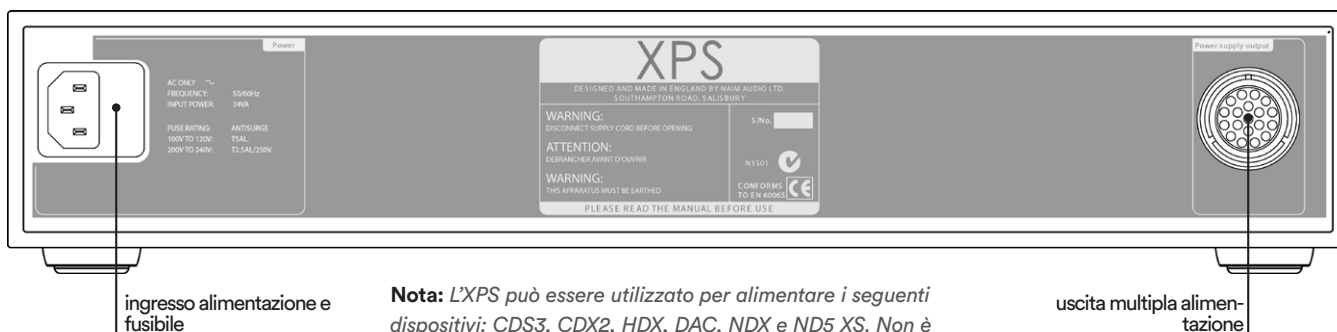 Power
AC ONLY ~
FREQUENCY: 50/60Hz
INPUT POWER: 34VA
FUSE RATING: ANTISURGE
100V TO 120V: T5AL.
200V TO 240V: T2.5AL/250V.
XPS
DESIGNED AND MADE IN ENGLAND BY NAIM AUDIO LTD.
SOUTHAMPTON ROAD, SALISBURY
WARNING:
DISCONNECT SUPPLY CORD BEFORE OPENING
ATTENTION:
DEBRANCHER AVANT D'OUVRIR
WARNING:
THIS APPARATUS MUST BE EARTHED
S/No.
N1501
CONFORMS
TO EN 60065
CE
PLEASE READ THE MANUAL BEFORE USE
Power supply output
ingresso alimentazione e
fusibile
Nota: L'XPS può essere utilizzato per alimentare i seguenti
dispositivi: CDS3, CDX2, HDX, DAC, NDX e ND5 XS. Non è
uscita multipla alimen-
tazione